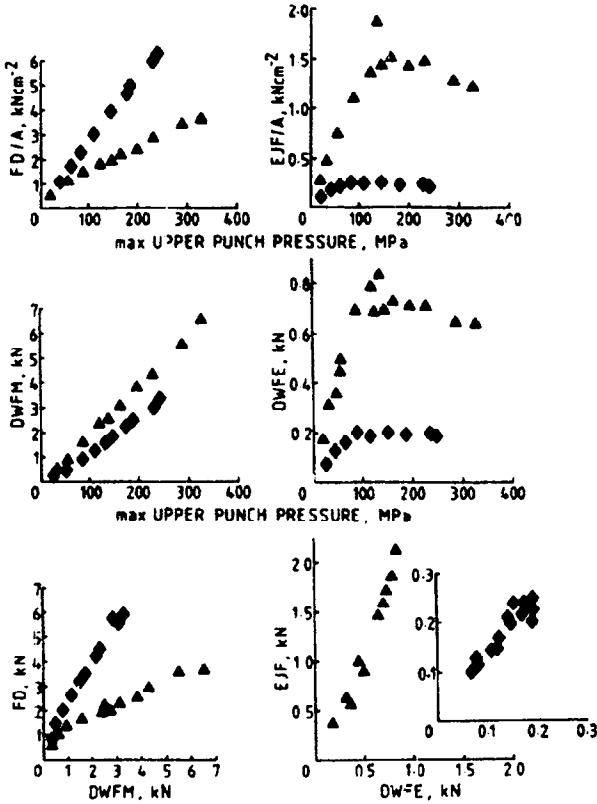 FD/A, kNcm-2
6
5
4
3
2
1
0 100 200 300 400
EJF/A, kNcm-2
2·0
1·5
1·0
0·5
0 100 200 300
max UPPER PUNCH PRESSURE, MPa
DWFM, kN
7
6
5
4
3
2
1
0 100 200 300 400
DWFE, kN
0·8
0·6
0·4
0 2
0 100 200 300 400
max UPPER PUNCH PRESSURE, MPa
FD, kN
7
6
5
4
3
2
1
0 1 2 3 4 5 6 7
DWFM, kN
EJF, kN
2·0
1·5
1·0
0 5
0 0·5 1·0 1·5 2·0
DWFE, kN
0·3
0·2
0·1
0 0·1 0·2 0·3